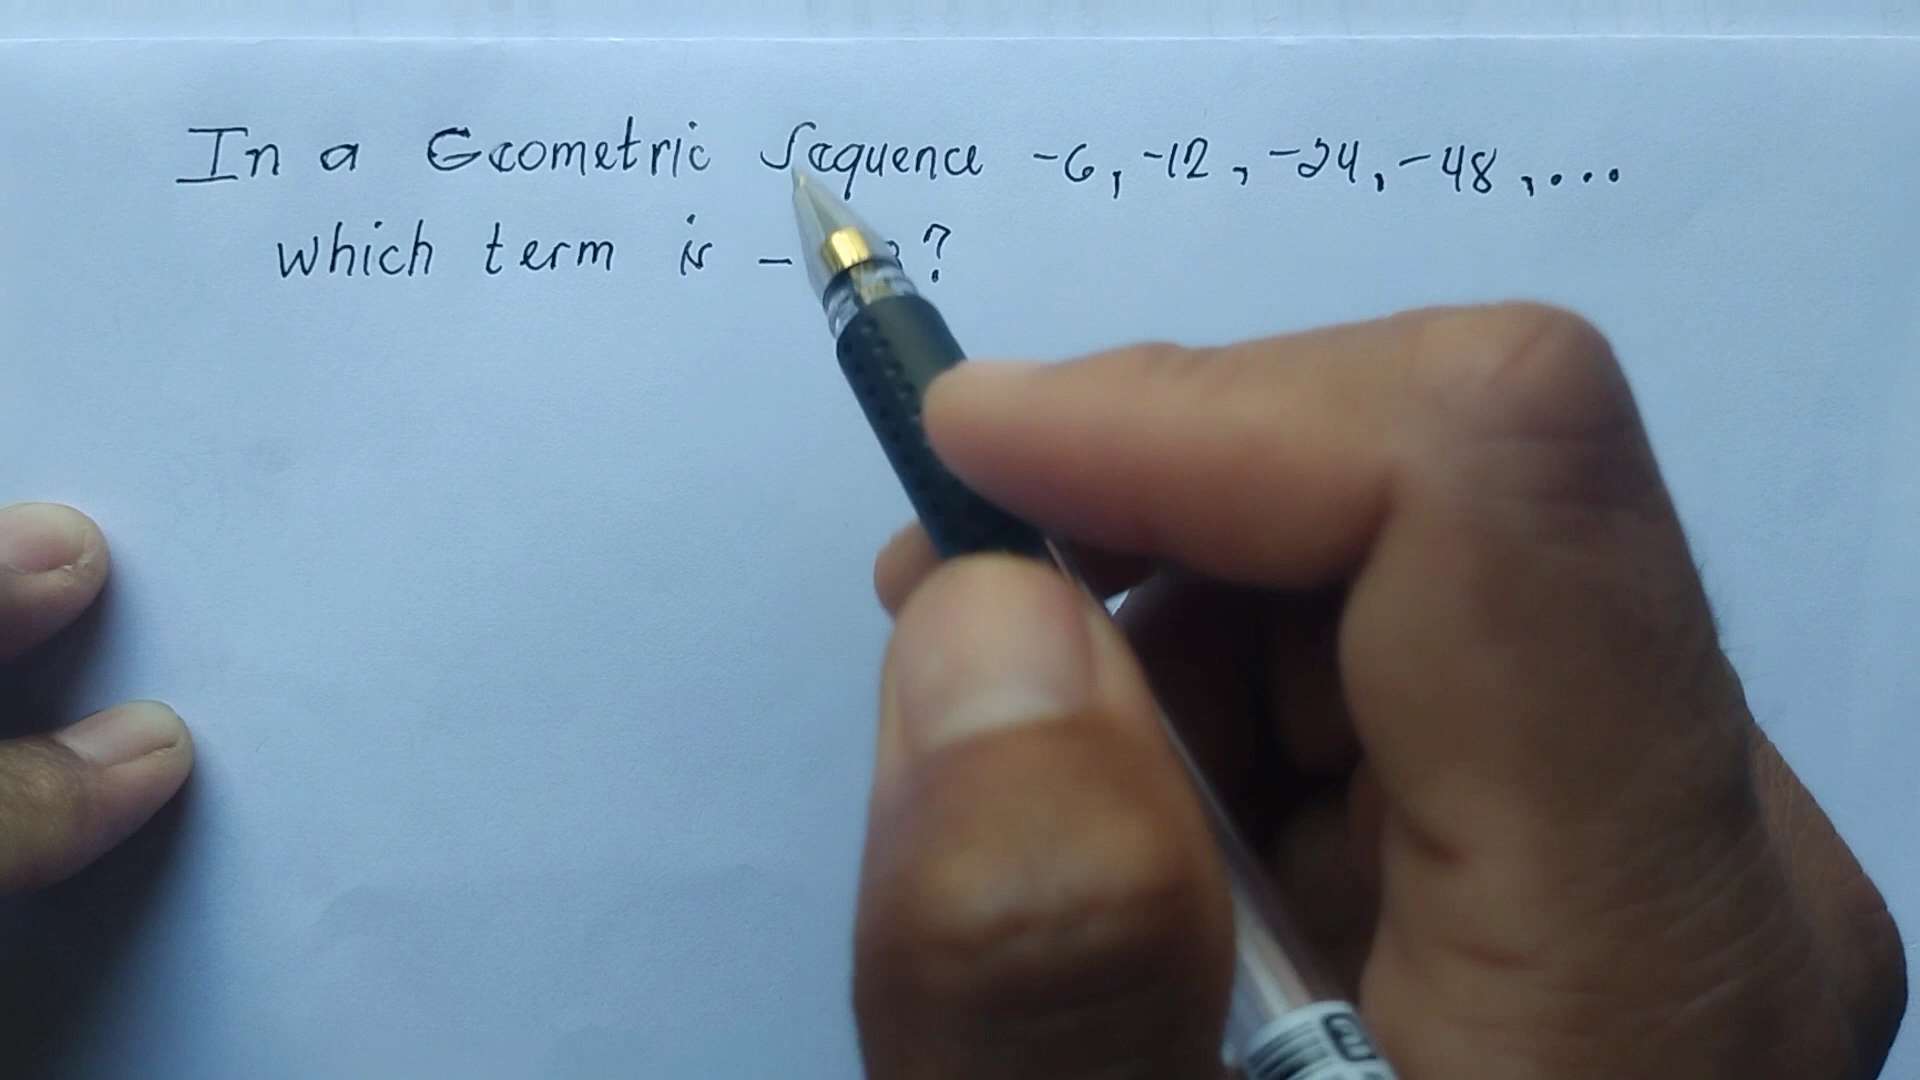 In a Geometric Sequence -6, -12, -24, -48, ...
which term is - ?